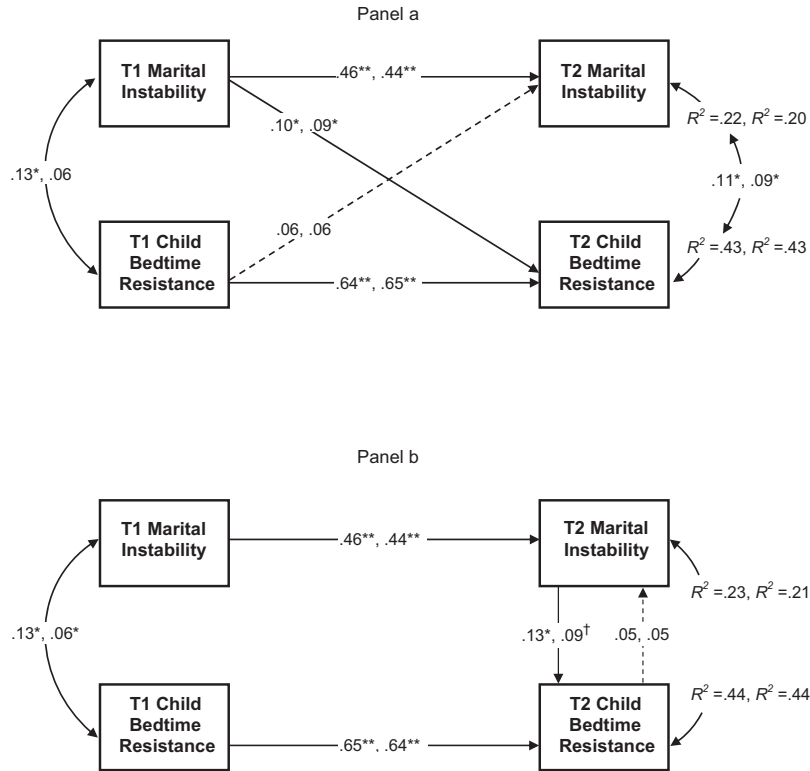 Panel a
T1 Marital
Instability
.46**, .44**
T2 Marital
Instability
.10*, .09*
R² =.22, R² =.20
.13*, .06
.11*, .09*
.06, .06
T1 Child
Bedtime
Resistance
.64**, .65**
T2 Child
Bedtime
Resistance
R² =.43, R² =.43
Panel b
T1 Marital
Instability
.46**, .44**
T2 Marital
Instability
R² =.23, R² =.21
.13*, .06*
.13*, .09†
.05, .05
T1 Child
Bedtime
Resistance
.65**, .64**
T2 Child
Bedtime
Resistance
R² =.44, R² =.44